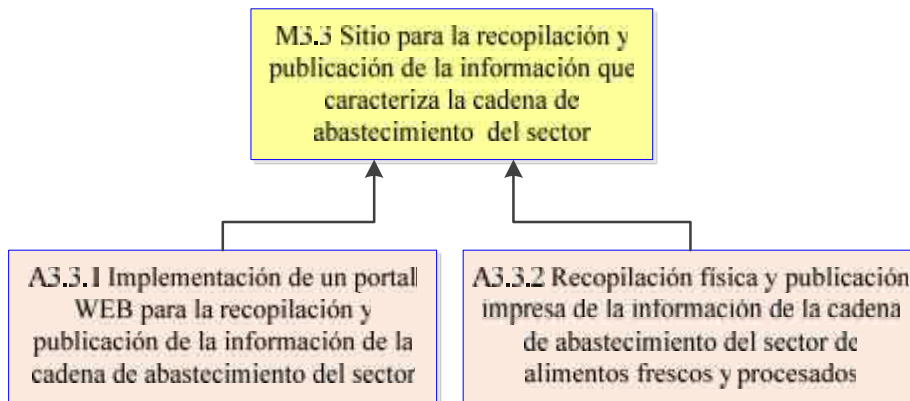 M3.3 Sitio para la recopilación y
publicación de la información que
caracteriza la cadena de
abastecimiento del sector
A3.3.1 Implementación de un portal
WEB para la recopilación y
publicación de la información de la
cadena de abastecimiento del sector
A3.3.2 Recopilación física y publicación
impresa de la información de la cadena
de abastecimiento del sector de
alimentos frescos y procesados